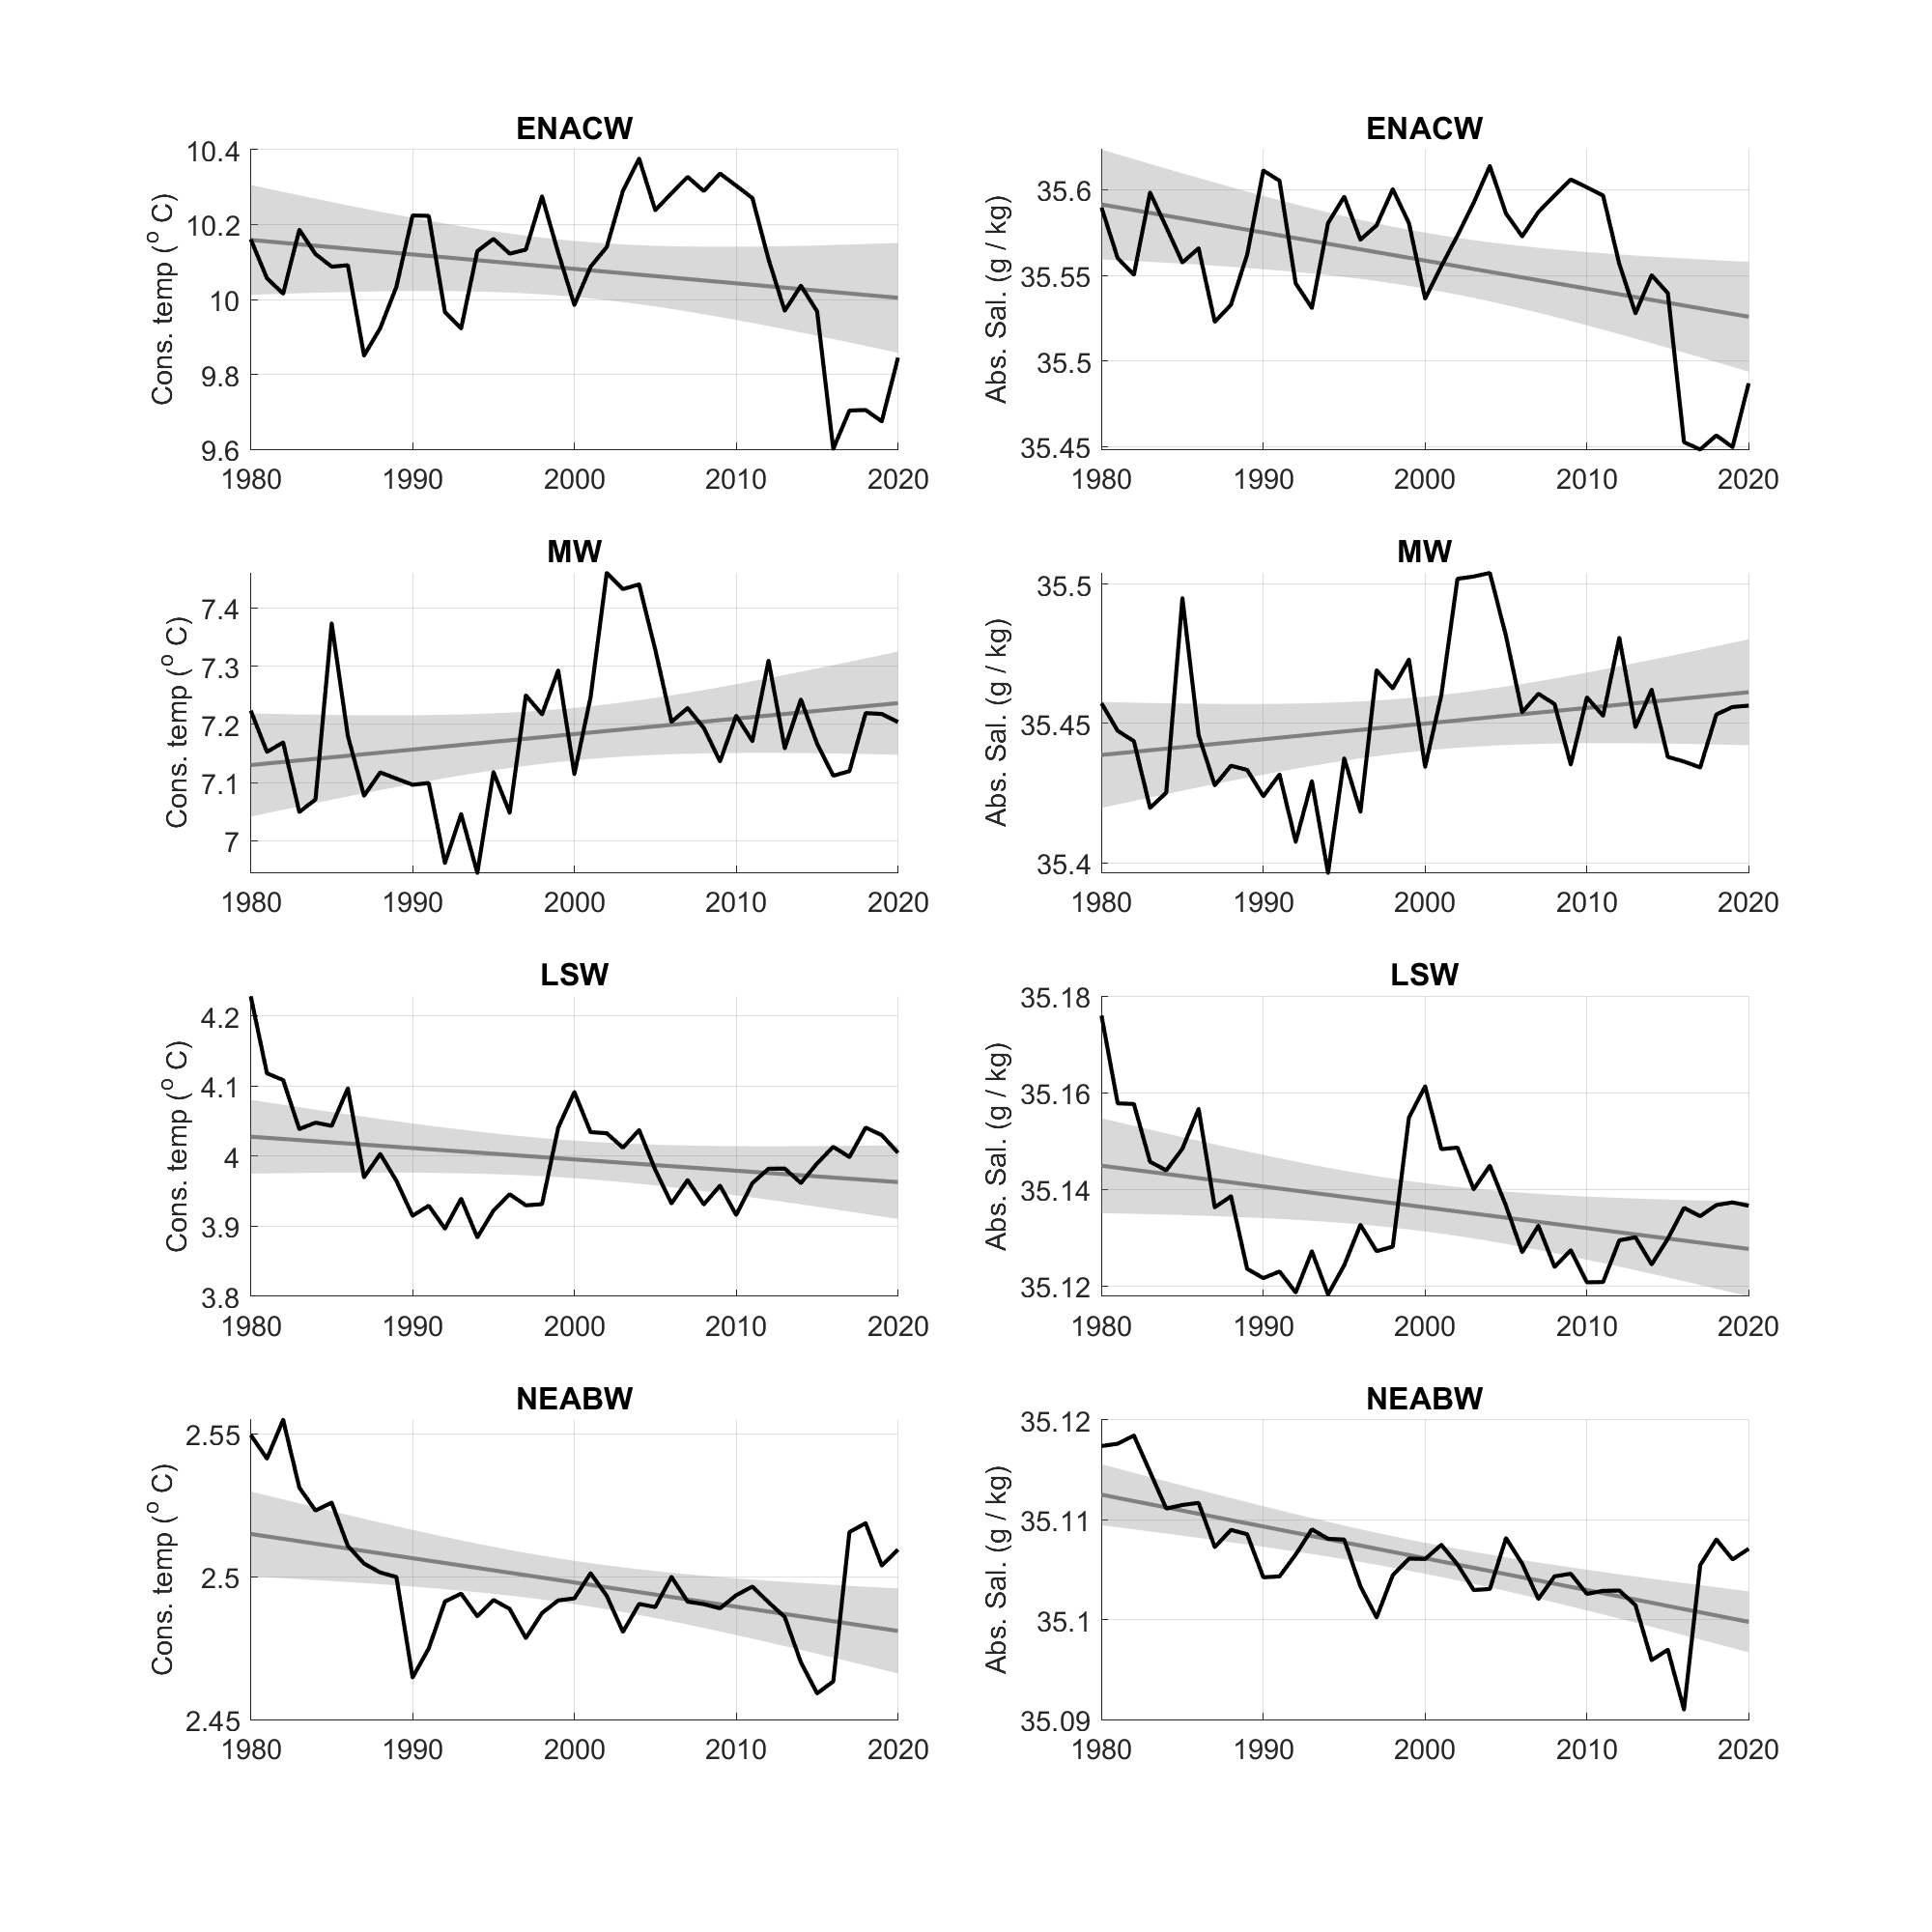 ENACW
Cons. temp (° C)
10.4
10.2
10
9.8
9.6
1980 1990 2000 2010 2020
ENACW
Abs. Sal. (g / kg)
35.6
35.55
35.5
35.45
1980 1990 2000 2010 2020
MW
Cons. temp (° C)
7.4
7.3
7.2
7.1
7
1980 1990 2000 2010 2020
MW
Abs. Sal. (g / kg)
35.5
35.45
35.4
1980 1990 2000 2010 2020
LSW
Cons. temp (° C)
4.2
4.1
4
3.9
3.8
1980 1990 2000 2010 2020
LSW
Abs. Sal. (g / kg)
35.18
35.16
35.14
35.12
1980 1990 2000 2010 2020
NEABW
Cons. temp (° C)
2.55
2.5
2.45
1980 1990 2000 2010 2020
NEABW
Abs. Sal. (g / kg)
35.12
35.11
35.1
35.09
1980 1990 2000 2010 2020